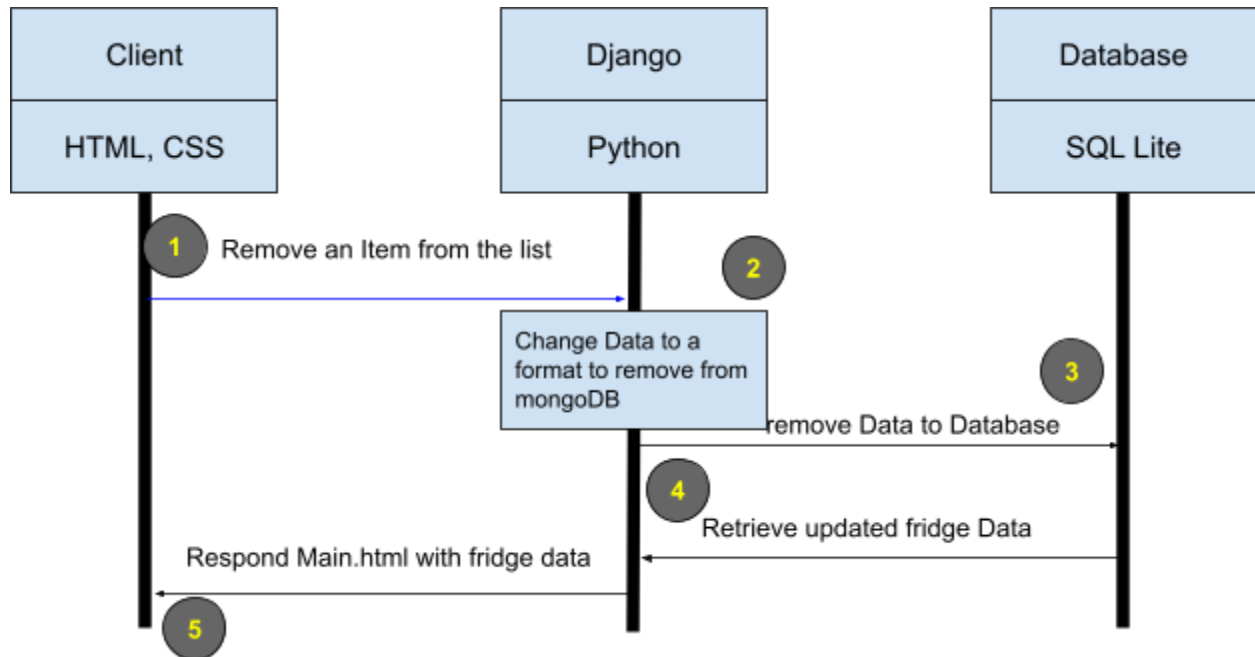 Client
Django
Database
HTML, CSS
Python
SQL Lite
1
Remove an Item from the list
2
Change Data to a
format to remove from
mongoDB
3
remove Data to Database
4
Retrieve updated fridge Data
Respond Main.html with fridge data
5